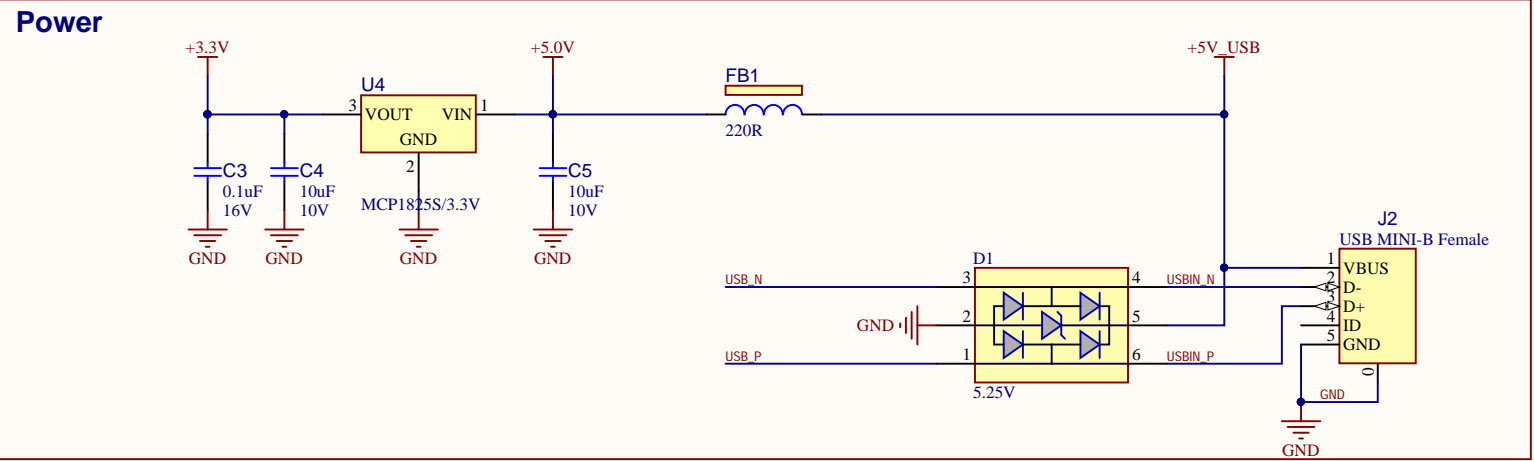 Power
+3.3V
+5.0V
+5V_USB
U4
3 VOUT VIN 1
GND
2
MCP1825S/3.3V
FB1
220R
C3
0.1uF
16V
C4
10uF
10V
C5
10uF
10V
GND
GND
GND
GND
J2
USB MINI-B Female
1 VBUS
2 D-
3 D+
4 ID
5 GND
0
GND
GND
D1
USB_N 3 4 USBIN_N
GND 2 5
USB_P 1 6 USBIN_P
5.25V